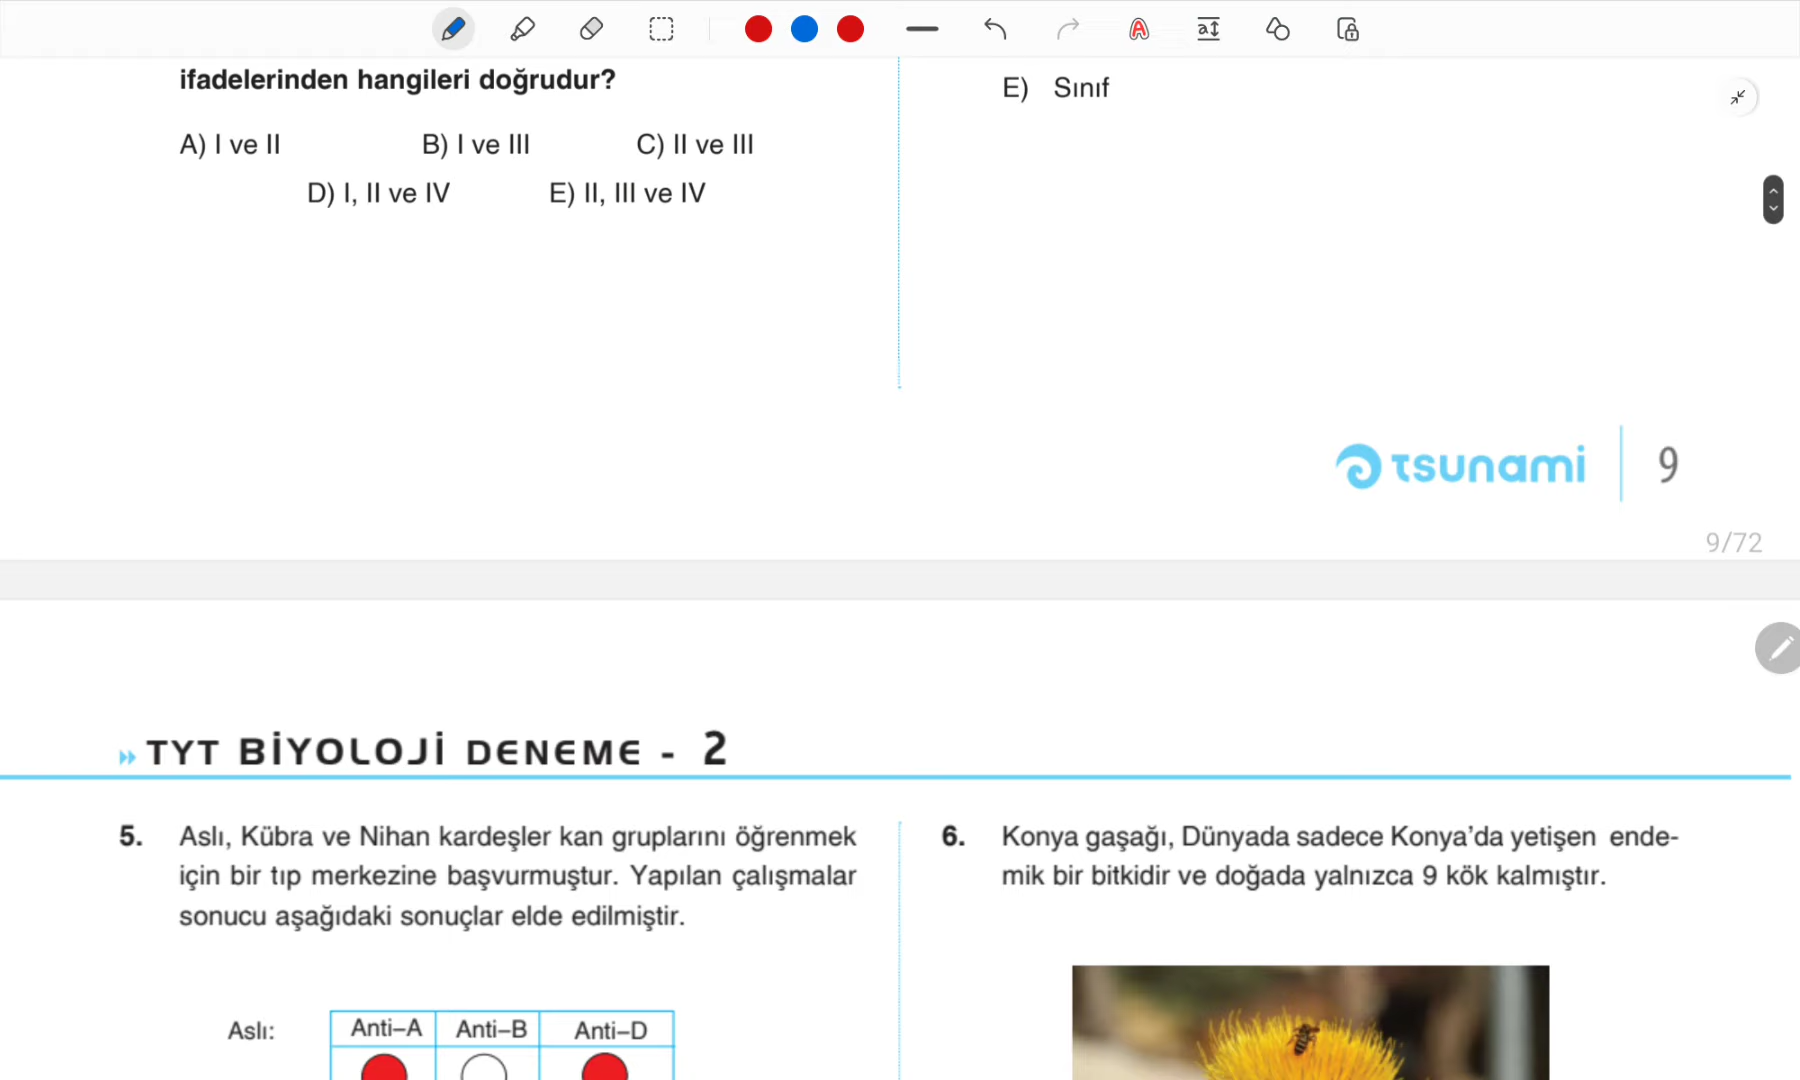 ifadelerinden hangileri doğrudur?
A) I ve II B) I ve III C) II ve III
D) I, II ve IV E) II, III ve IV
E) Sınıf
tsunami 9
9/72
TYT BİYOLOJİ DENEME - 2
5. Aslı, Kübra ve Nihan kardeşler kan gruplarını öğrenmek
için bir tıp merkezine başvurmuştur. Yapılan çalışmalar
sonucu aşağıdaki sonuçlar elde edilmiştir.
Aslı: Anti–A Anti–B Anti–D
6. Konya gaşağı, Dünyada sadece Konya’da yetişen ende-
mik bir bitkidir ve doğada yalnızca 9 kök kalmıştır.